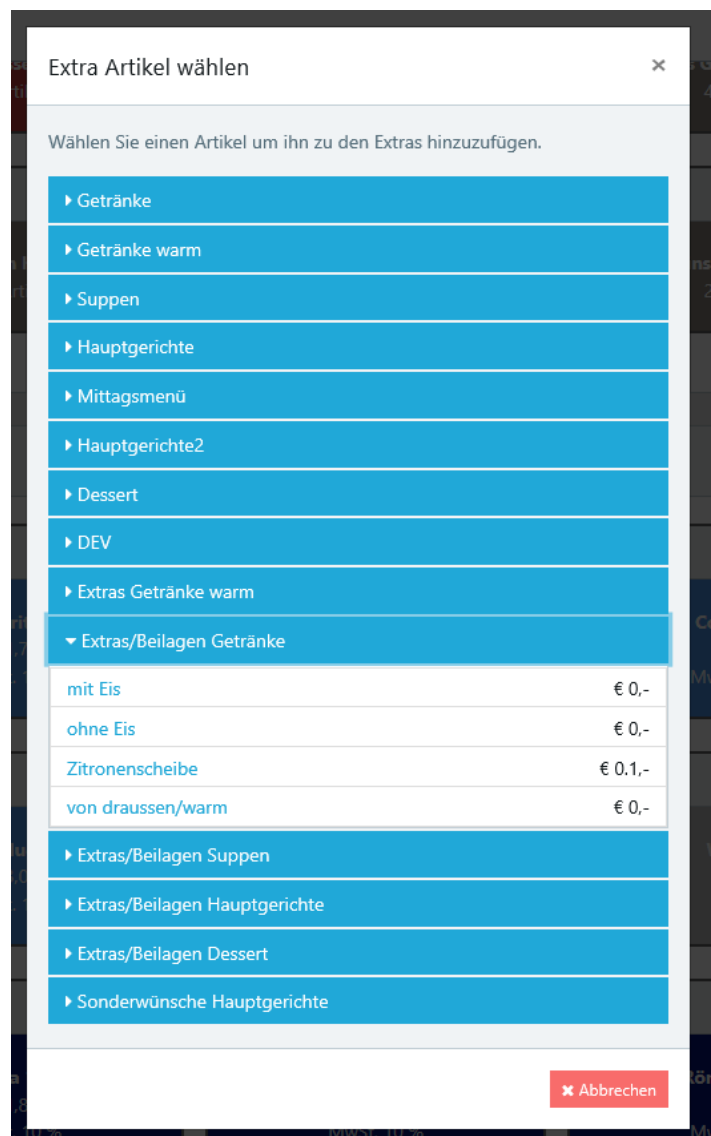 Extra Artikel wählen
×
Wählen Sie einen Artikel um ihn zu den Extras hinzuzufügen.
Getränke
Getränke warm
Suppen
Hauptgerichte
Mittagsmenü
Hauptgerichte2
Dessert
DEV
Extras Getränke warm
Extras/Beilagen Getränke
mit Eis € 0,-
ohne Eis € 0,-
Zitronenscheibe € 0.1,-
von draussen/warm € 0,-
Extras/Beilagen Suppen
Extras/Beilagen Hauptgerichte
Extras/Beilagen Dessert
Sonderwünsche Hauptgerichte
× Abbrechen